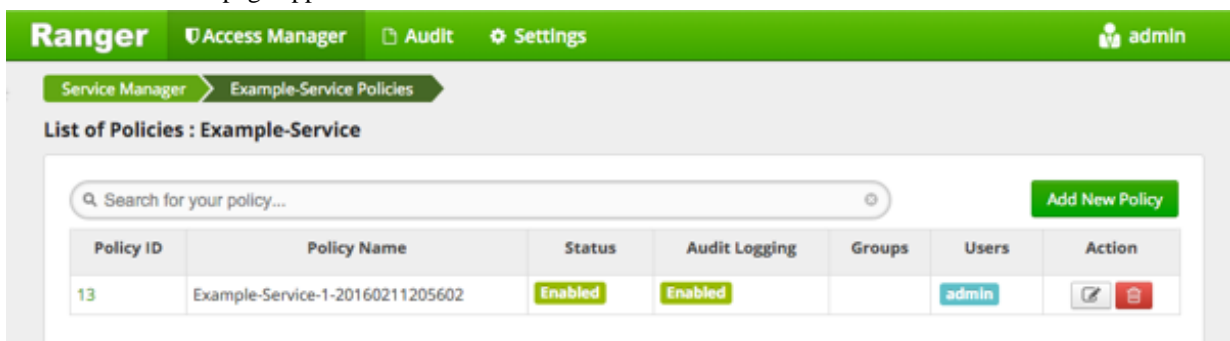 Ranger Access Manager Audit Settings admin
Service Manager Example-Service Policies
List of Policies : Example-Service
Search for your policy... Add New Policy
Policy ID Policy Name Status Audit Logging Groups Users Action
13 Example-Service-1-20160211205602 Enabled Enabled admin